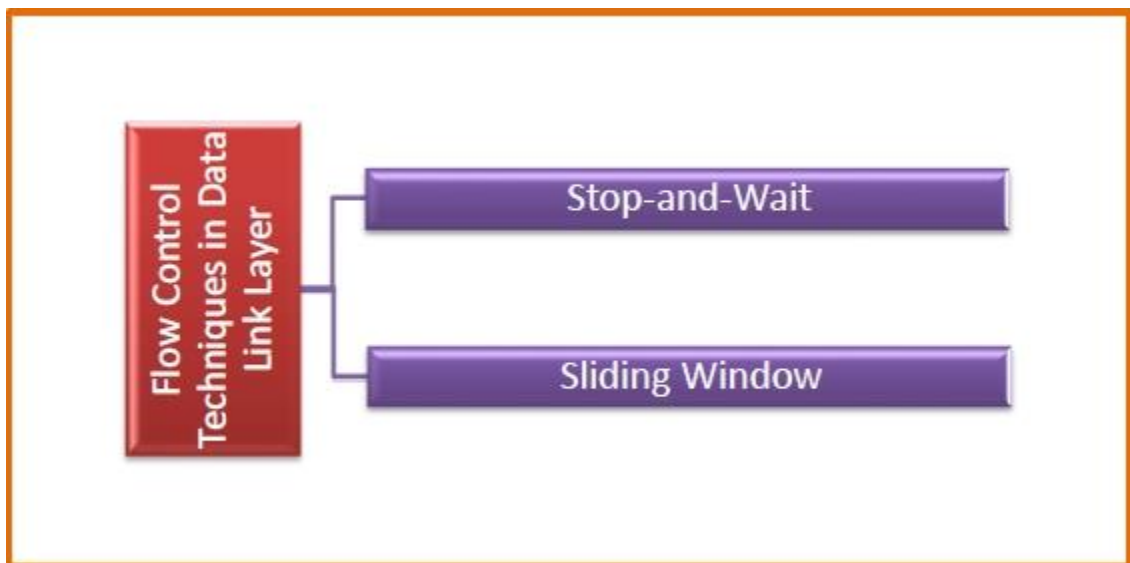 Flow Control
Techniques in Data
Link Layer
Stop-and-Wait
Sliding Window